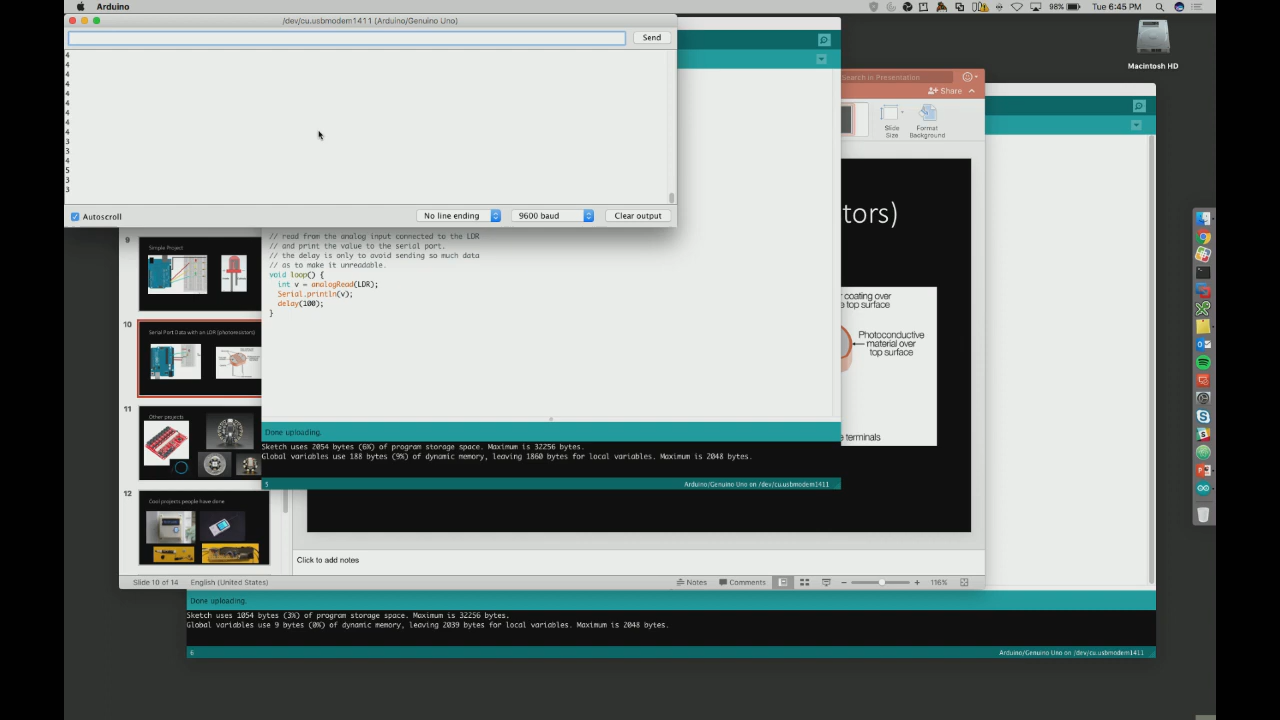 Arduino
98%
Tue 6:45 PM
/dev/cu.usbmodem1411 (Arduino/Genuino Uno)
Send
4
4
4
4
4
4
4
4
4
3
3
4
5
3
3
Autoscroll
No line ending
9600 baud
Clear output
Macintosh HD
Search in Presentation
Share
Slide
Size
Format
Background
tors)
coating over
top surface
Photoconductive
material over
top surface
terminals
// read from the analog input connected to the LDR
// and print the value to the serial port.
// the delay is only to avoid sending so much data
// as to make it unreadable.
void loop() {
int v = analogRead(LDR);
Serial.println(v);
delay(100);
}
Done uploading.
Sketch uses 2054 bytes (6%) of program storage space. Maximum is 32256 bytes.
Global variables use 188 bytes (9%) of dynamic memory, leaving 1860 bytes for local variables. Maximum is 2048 bytes.
5
Arduino/Genuino Uno on /dev/cu.usbmodem1411
9
Simple Project
10
Serial Port Data with an LDR (photoresistors)
11
Other projects
12
Cool projects people have done
Click to add notes
Slide 10 of 14
English (United States)
Notes
Comments
116%
Done uploading.
Sketch uses 1054 bytes (3%) of program storage space. Maximum is 32256 bytes.
Global variables use 9 bytes (0%) of dynamic memory, leaving 2039 bytes for local variables. Maximum is 2048 bytes.
6
Arduino/Genuino Uno on /dev/cu.usbmodem1411